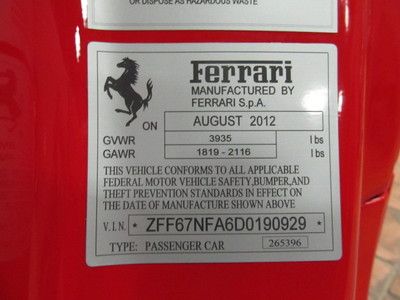 OR DISPOSE AS HAZARDOUS WASTE
Ferrari
MANUFACTURED BY
FERRARI S.p.A.
ON AUGUST 2012
GVWR 3935 lbs
GAWR 1819 - 2116 lbs
THIS VEHICLE CONFORMS TO ALL APPLICABLE
FEDERAL MOTOR VEHICLE SAFETY,BUMPER,AND
THEFT PREVENTION STANDARDS IN EFFECT ON
THE DATE OF MANUFACTURE SHOWN ABOVE
V.I.N. *ZFF67NFA6D0190929*
TYPE: PASSENGER CAR 265396